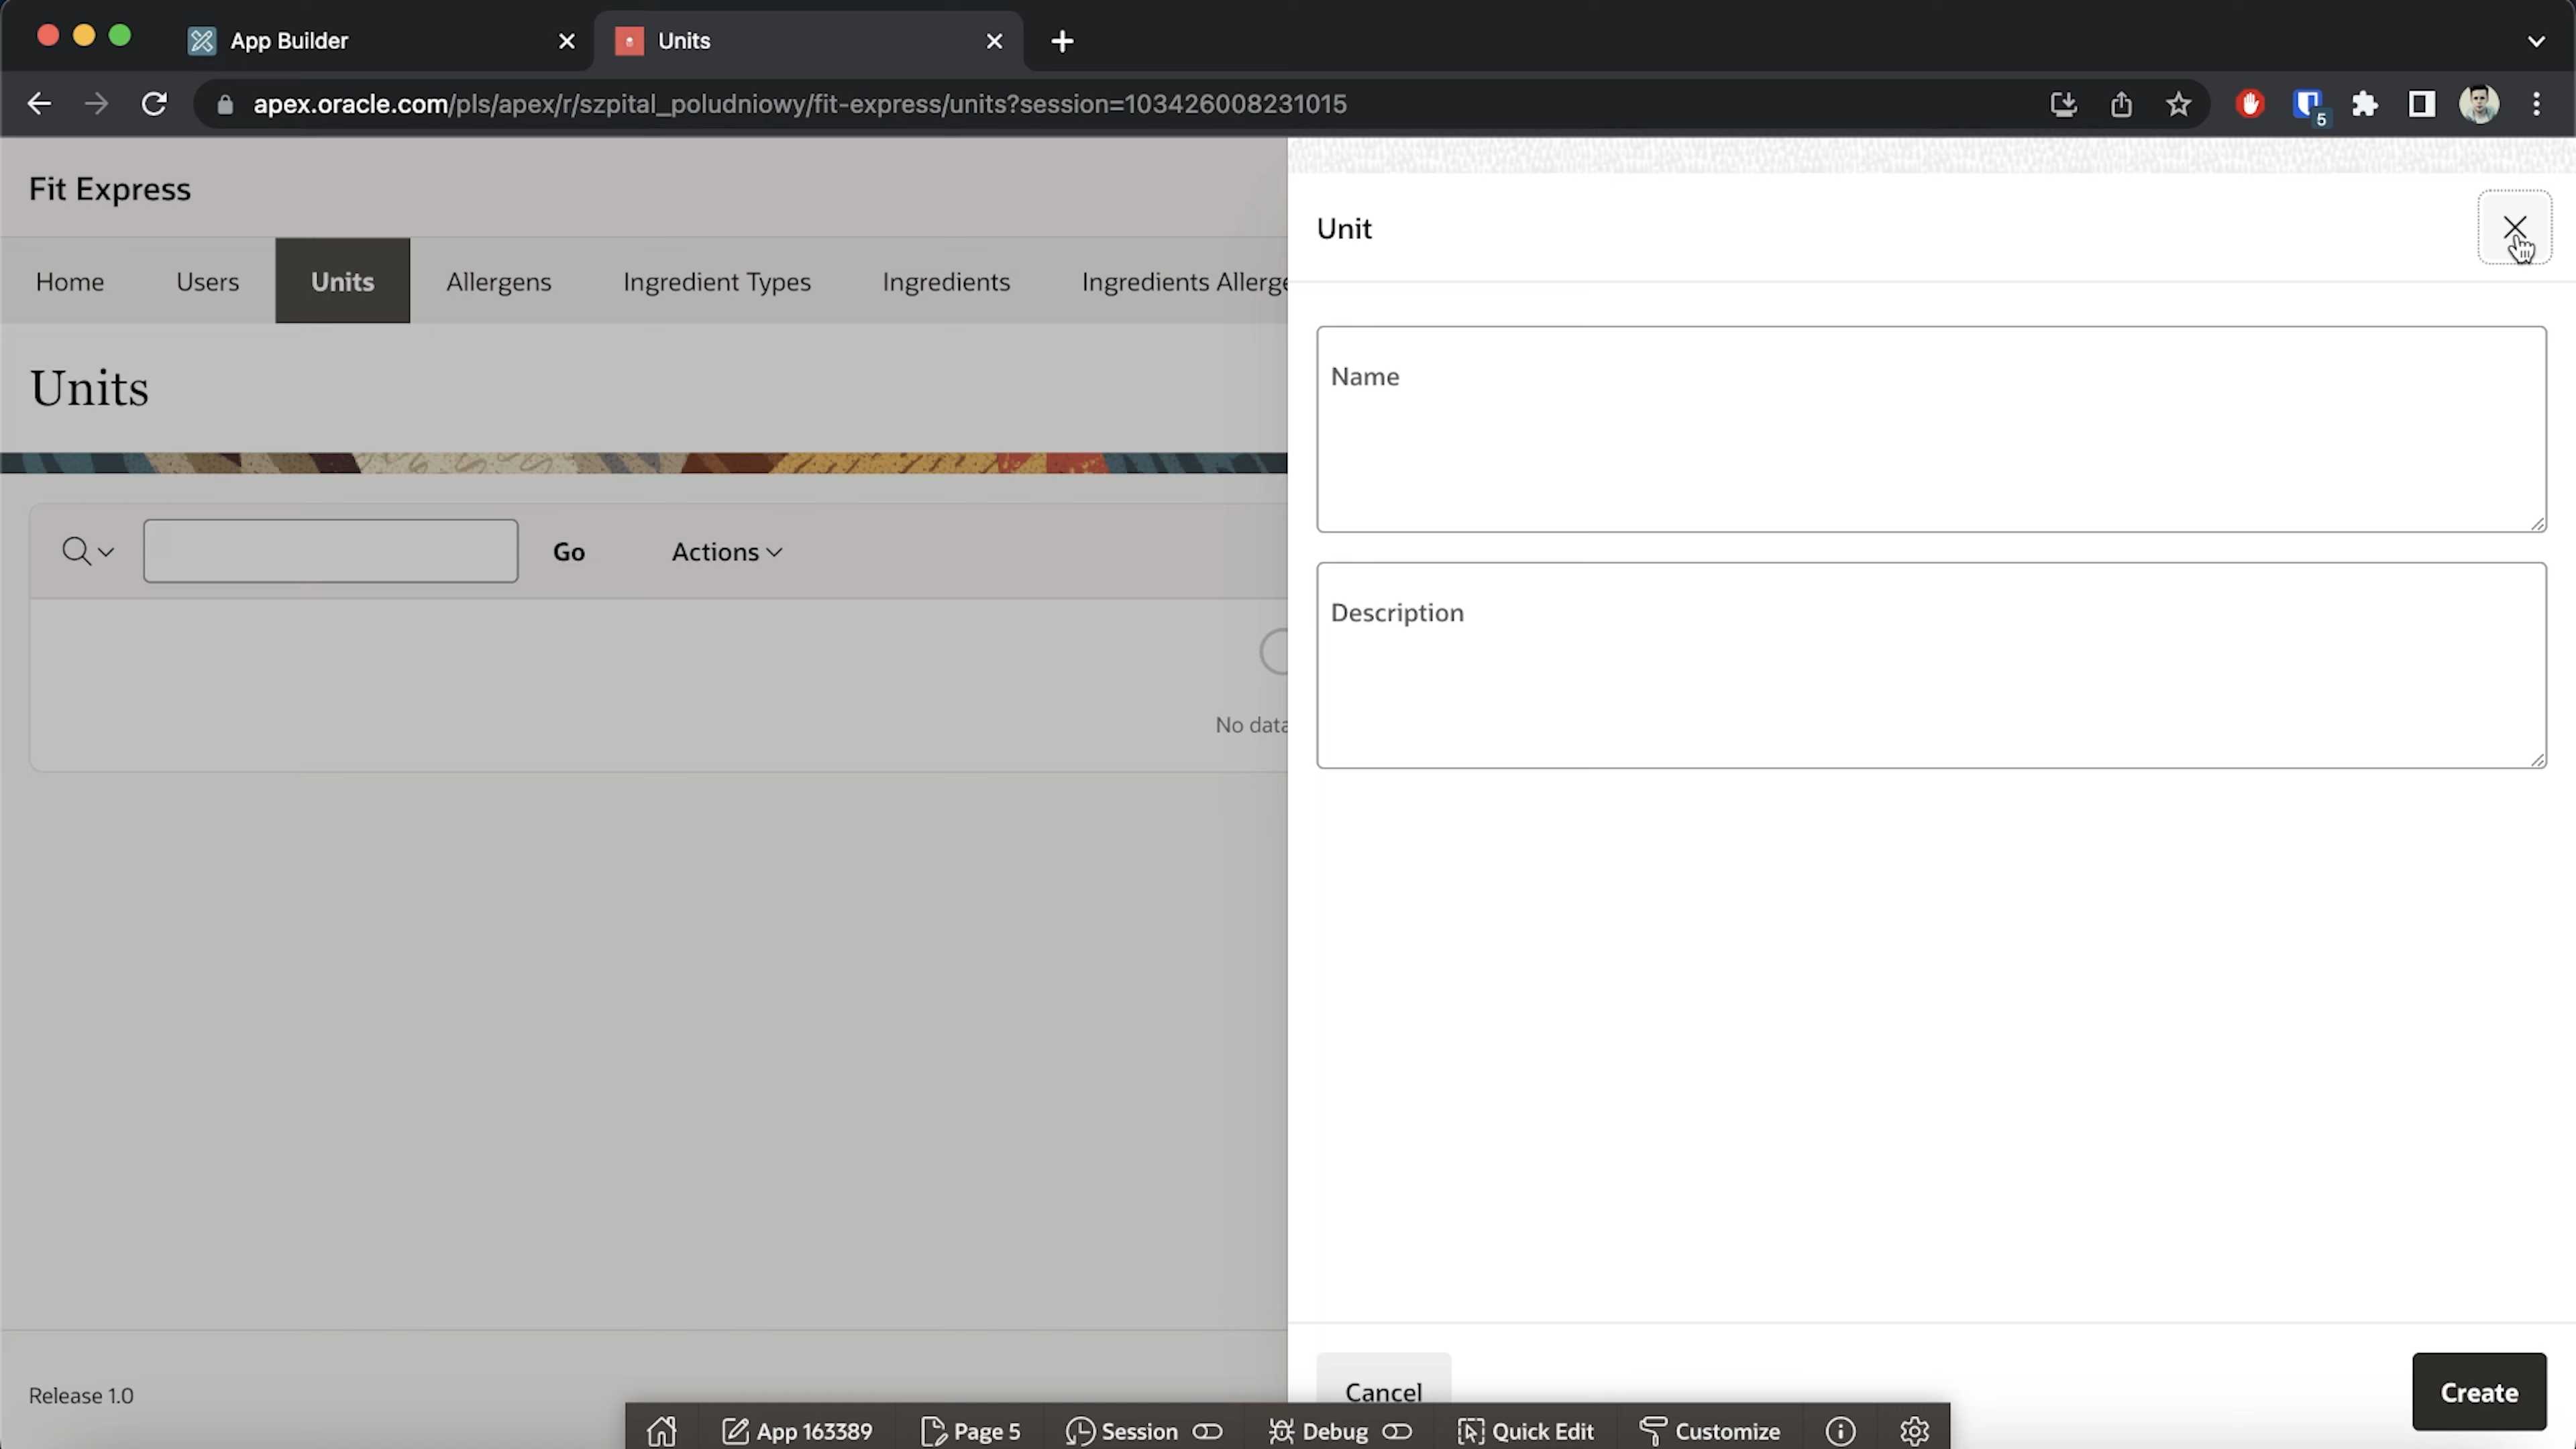 App Builder
Units
apex.oracle.com/pls/apex/r/szpital_poludniowy/fit-express/units?session=103426008231015
5
Fit Express
Home Users Units Allergens Ingredient Types Ingredients Ingredients Allerge
Units
Go Actions
No data
Unit
Name
Description
Cancel
Create
Release 1.0
App 163389 Page 5 Session Debug Quick Edit Customize